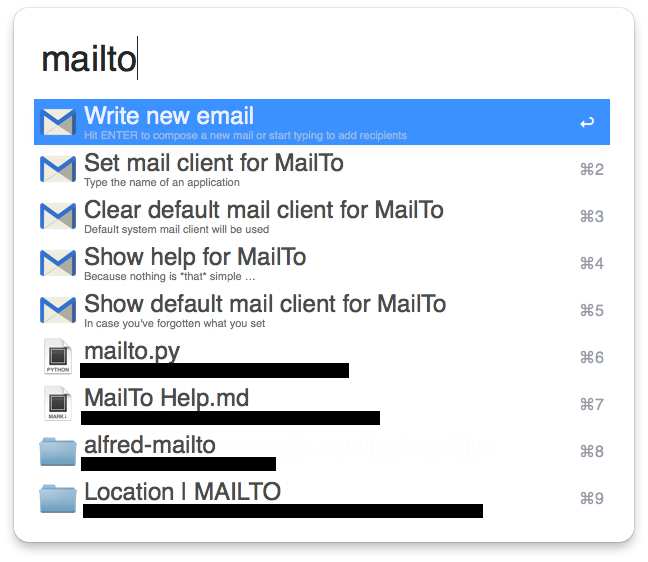 mailto
Write new email
Hit ENTER to compose a new mail or start typing to add recipients
↩
Set mail client for MailTo
Type the name of an application
⌘2
Clear default mail client for MailTo
Default system mail client will be used
⌘3
Show help for MailTo
Because nothing is *that* simple …
⌘4
Show default mail client for MailTo
In case you've forgotten what you set
⌘5
PYTHON
mailto.py
⌘6
MARK↓
MailTo Help.md
⌘7
alfred-mailto
⌘8
Location | MAILTO
⌘9